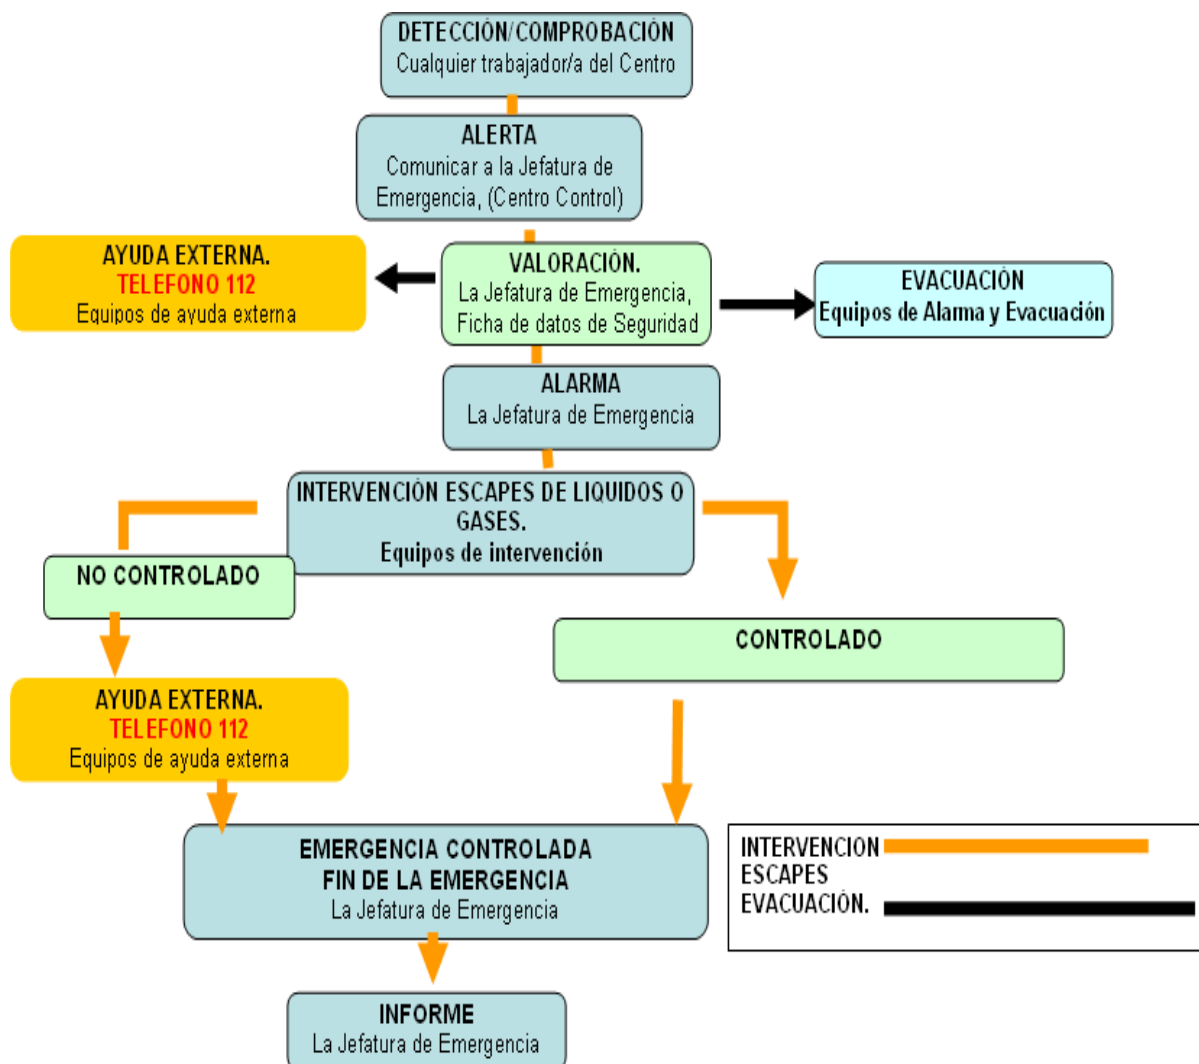 DETECCIÓN/COMPROBACIÓN
Cualquier trabajador/a del Centro
ALERTA
Comunicar a la Jefatura de
Emergencia, (Centro Control)
AYUDA EXTERNA.
TELEFONO 112
Equipos de ayuda externa
VALORACIÓN.
La Jefatura de Emergencia,
Ficha de datos de Seguridad
EVACUACIÓN
Equipos de Alarma y Evacuación
ALARMA
La Jefatura de Emergencia
INTERVENCIÓN ESCAPES DE LIQUIDOS O
GASES.
Equipos de intervención
NO CONTROLADO
CONTROLADO
AYUDA EXTERNA.
TELEFONO 112
Equipos de ayuda externa
EMERGENCIA CONTROLADA
FIN DE LA EMERGENCIA
La Jefatura de Emergencia
INTERVENCION
ESCAPES
EVACUACIÓN.
INFORME
La Jefatura de Emergencia